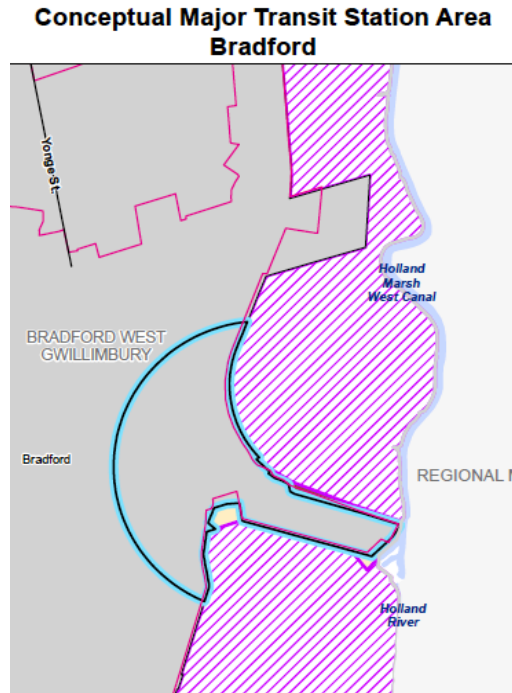 Conceptual Major Transit Station Area
Bradford
Yonge St.
Holland
Marsh
West Canal
BRADFORD WEST
GWILLIMBURY
Bradford
REGIONAL M
Holland
River